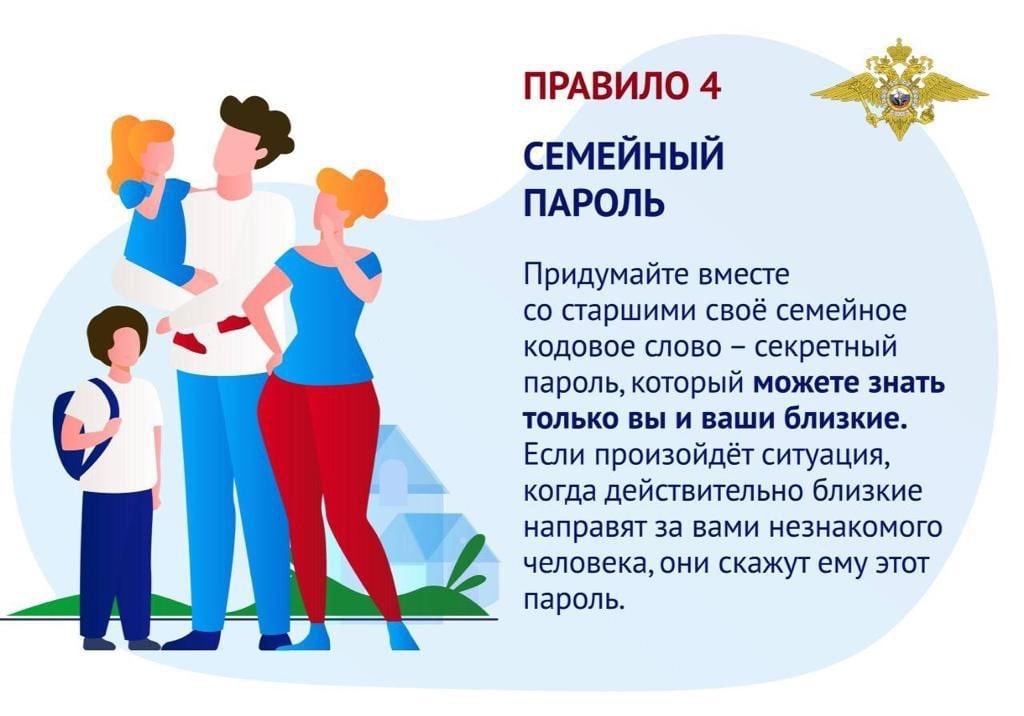 ПРАВИЛО 4
СЕМЕЙНЫЙ
ПАРОЛЬ
Придумайте вместе
со старшими своё семейное
кодовое слово – секретный
пароль, который можете знать
только вы и ваши близкие.
Если произойдёт ситуация,
когда действительно близкие
направят за вами незнакомого
человека, они скажут ему этот
пароль.